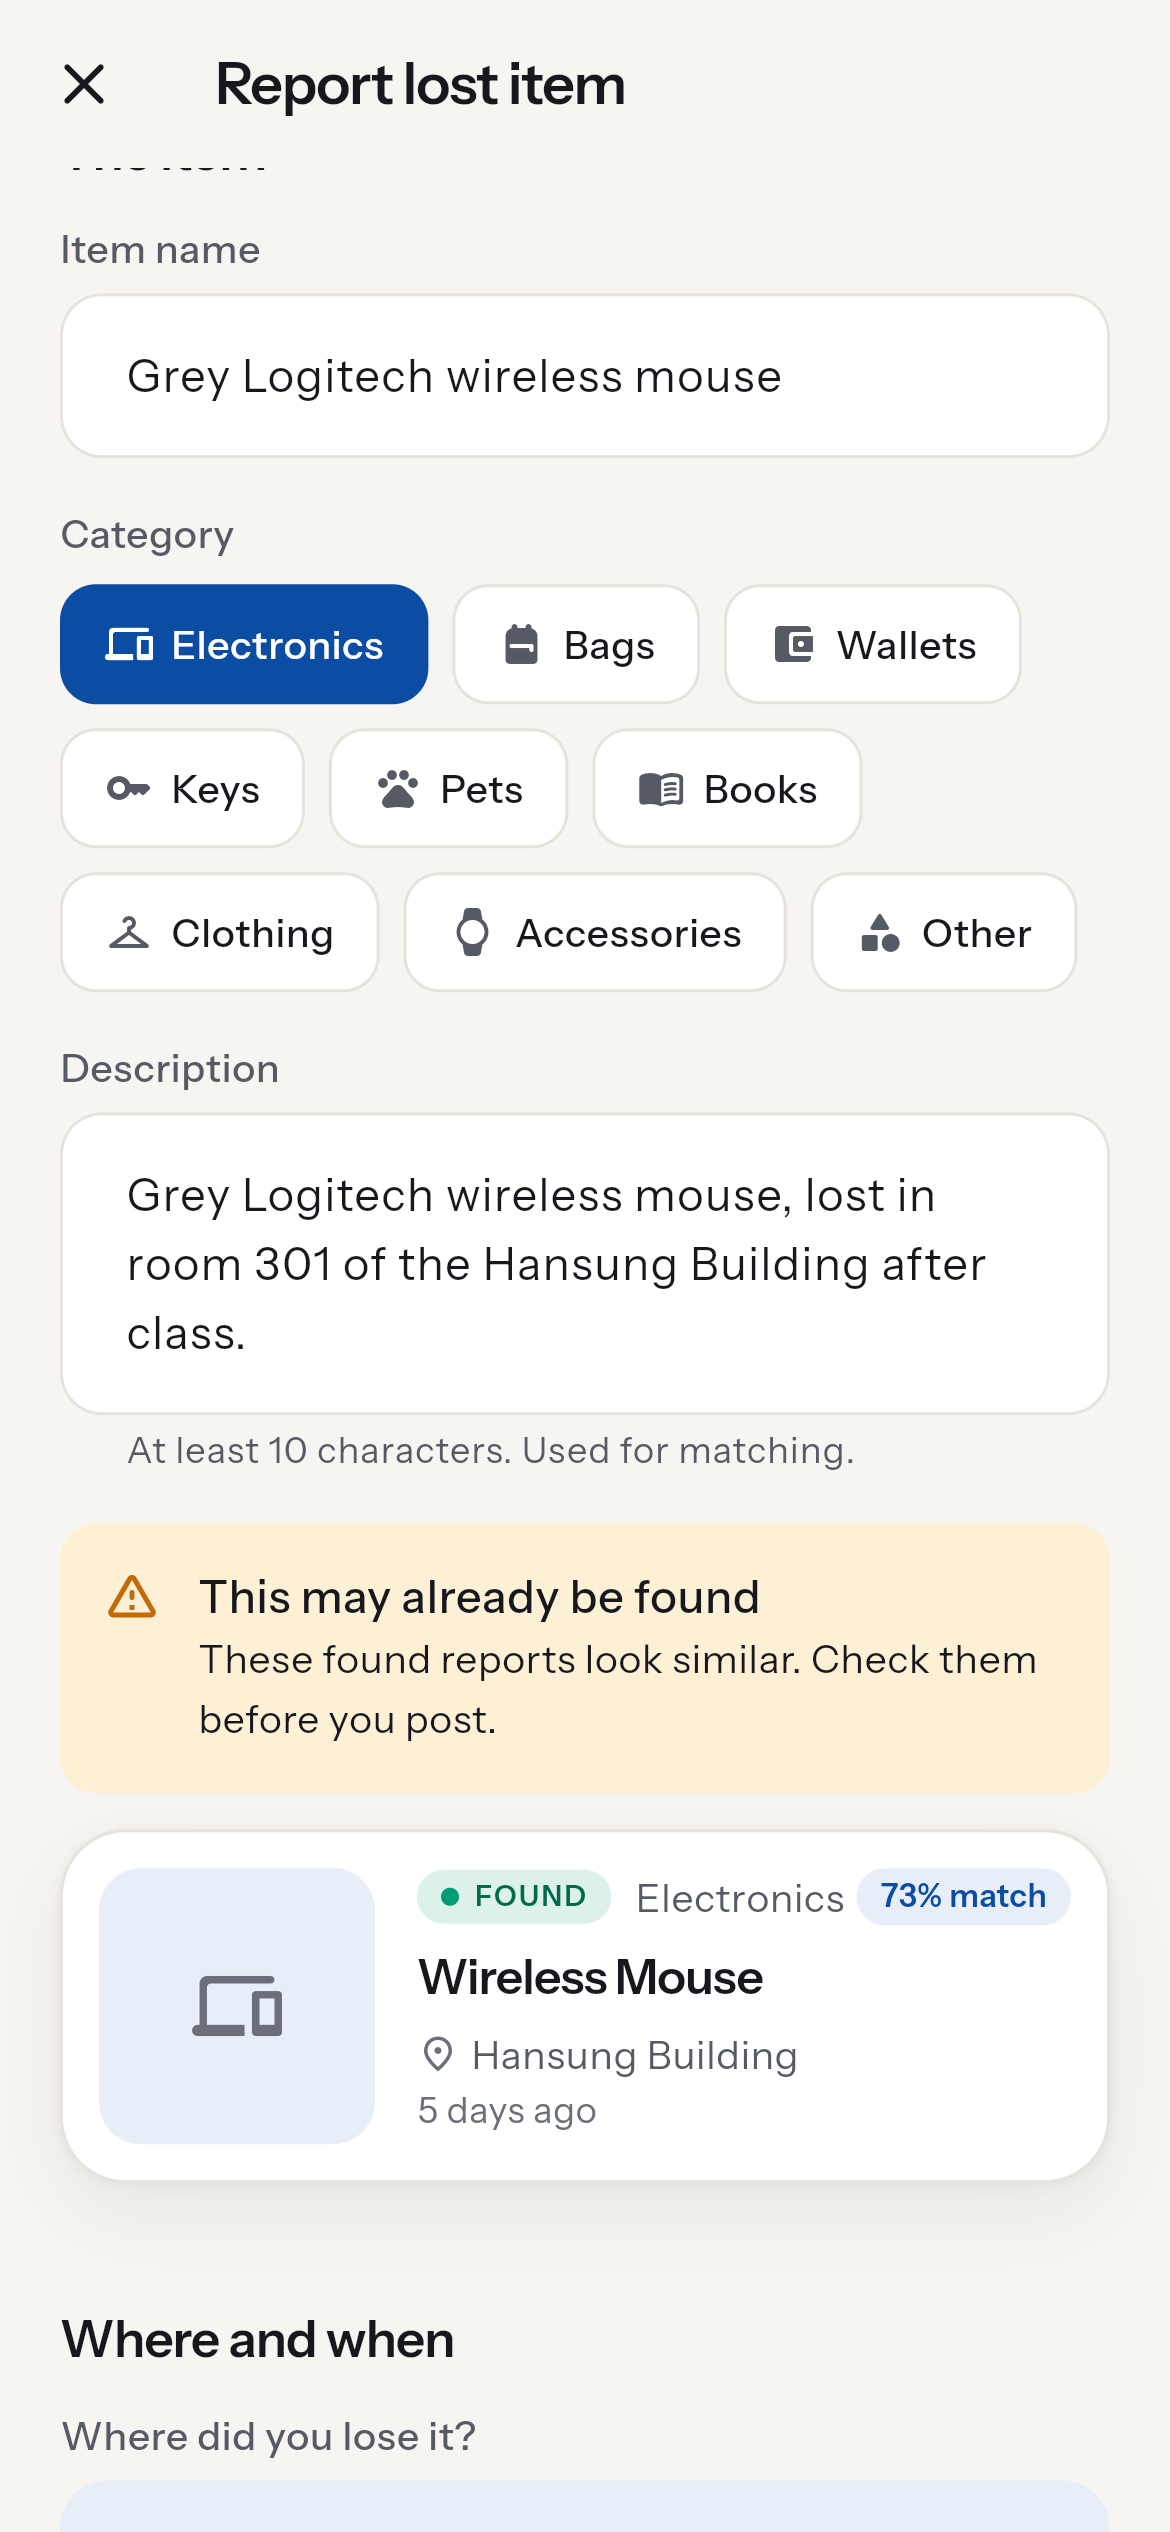 Report lost item
Item name
Grey Logitech wireless mouse
Category
Electronics
Bags
Wallets
Keys
Pets
Books
Clothing
Accessories
Other
Description
Grey Logitech wireless mouse, lost in
room 301 of the Hansung Building after
class.
At least 10 characters. Used for matching.
This may already be found
These found reports look similar. Check them
before you post.
FOUND
Electronics
73% match
Wireless Mouse
Hansung Building
5 days ago
Where and when
Where did you lose it?